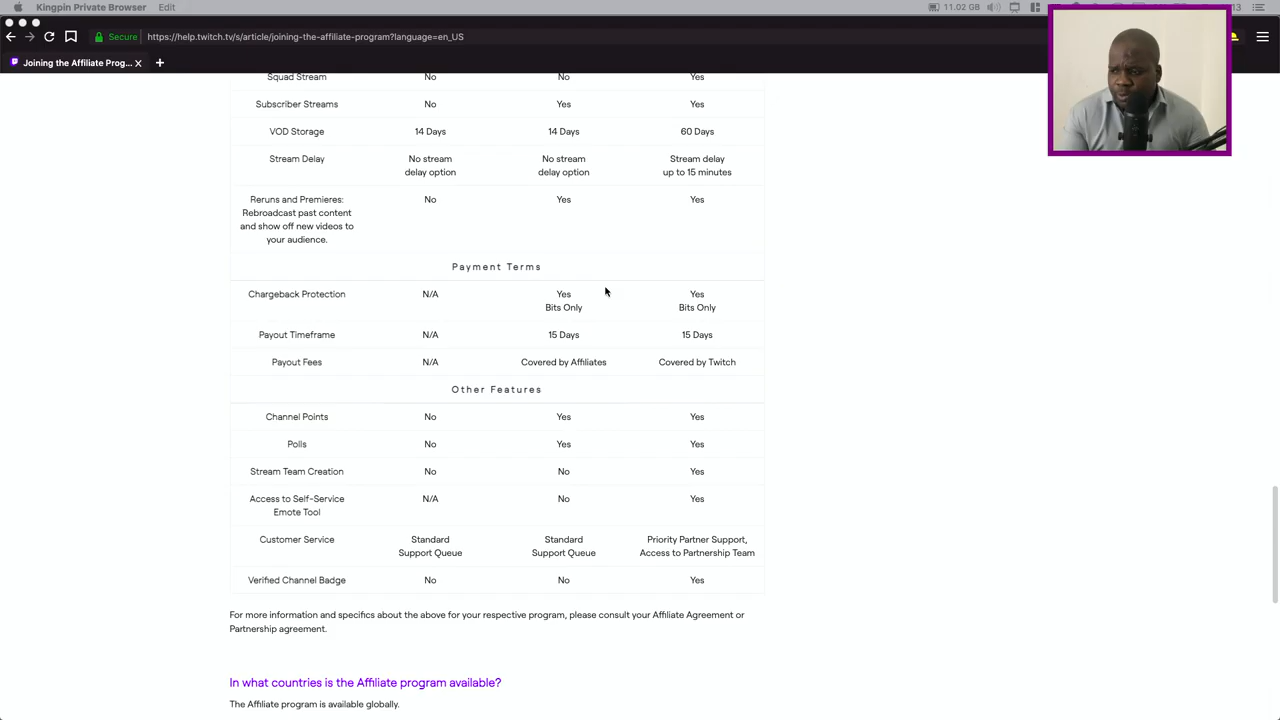 Kingpin Private Browser Edit 11.02 GB 13
Secure https://help.twitch.tv/s/article/joining-the-affiliate-program?language=en_US
Joining the Affiliate Prog...
Squad Stream No No Yes
Subscriber Streams No Yes Yes
VOD Storage 14 Days 14 Days 60 Days
Stream Delay No stream No stream Stream delay
delay option delay option up to 15 minutes
Reruns and Premieres: No Yes Yes
Rebroadcast past content
and show off new videos to
your audience.
Payment Terms
Chargeback Protection N/A Yes Yes
Bits Only Bits Only
Payout Timeframe N/A 15 Days 15 Days
Payout Fees N/A Covered by Affiliates Covered by Twitch
Other Features
Channel Points No Yes Yes
Polls No Yes Yes
Stream Team Creation No No Yes
Access to Self-Service N/A No Yes
Emote Tool
Customer Service Standard Standard Priority Partner Support,
Support Queue Support Queue Access to Partnership Team
Verified Channel Badge No No Yes
For more information and specifics about the above for your respective program, please consult your Affiliate Agreement or
Partnership agreement.
In what countries is the Affiliate program available?
The Affiliate program is available globally.